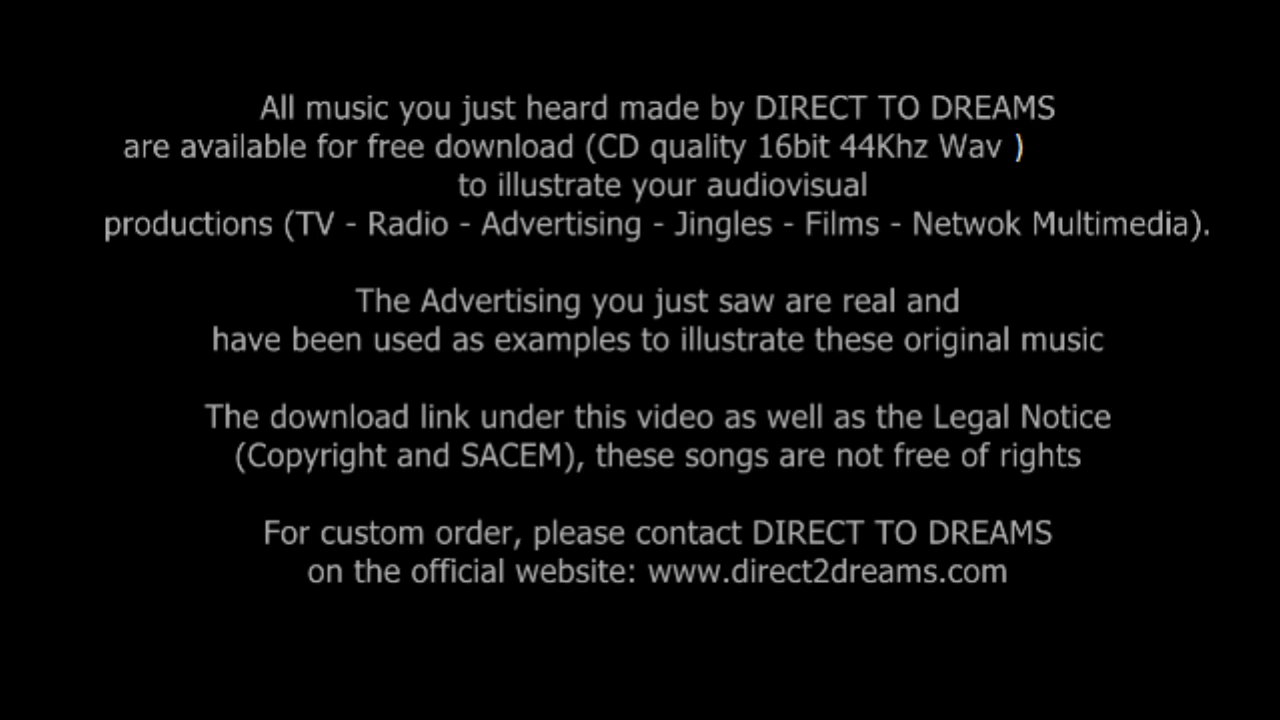 All music you just heard made by DIRECT TO DREAMS
are available for free download (CD quality 16bit 44Khz Wav )
to illustrate your audiovisual
productions (TV - Radio - Advertising - Jingles - Films - Netwok Multimedia).
The Advertising you just saw are real and
have been used as examples to illustrate these original music
The download link under this video as well as the Legal Notice
(Copyright and SACEM), these songs are not free of rights
For custom order, please contact DIRECT TO DREAMS
on the official website: www.direct2dreams.com